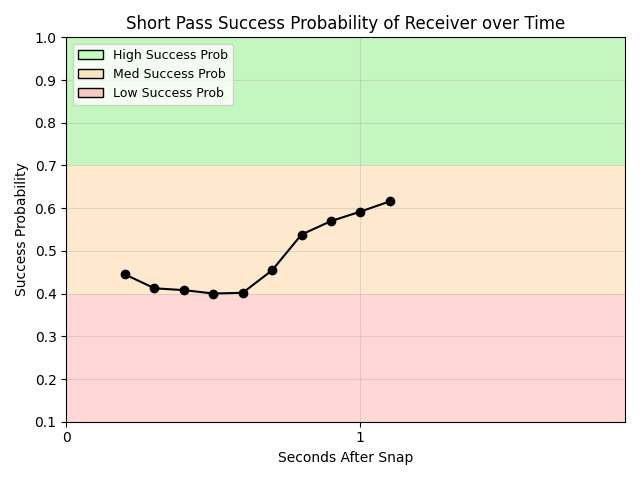 Short Pass Success Probability of Receiver over Time
1.0
0.9
0.8
0.7
0.6
0.5
0.4
0.3
0.2
0.1
Success Probability
High Success Prob
Med Success Prob
Low Success Prob
0
1
Seconds After Snap